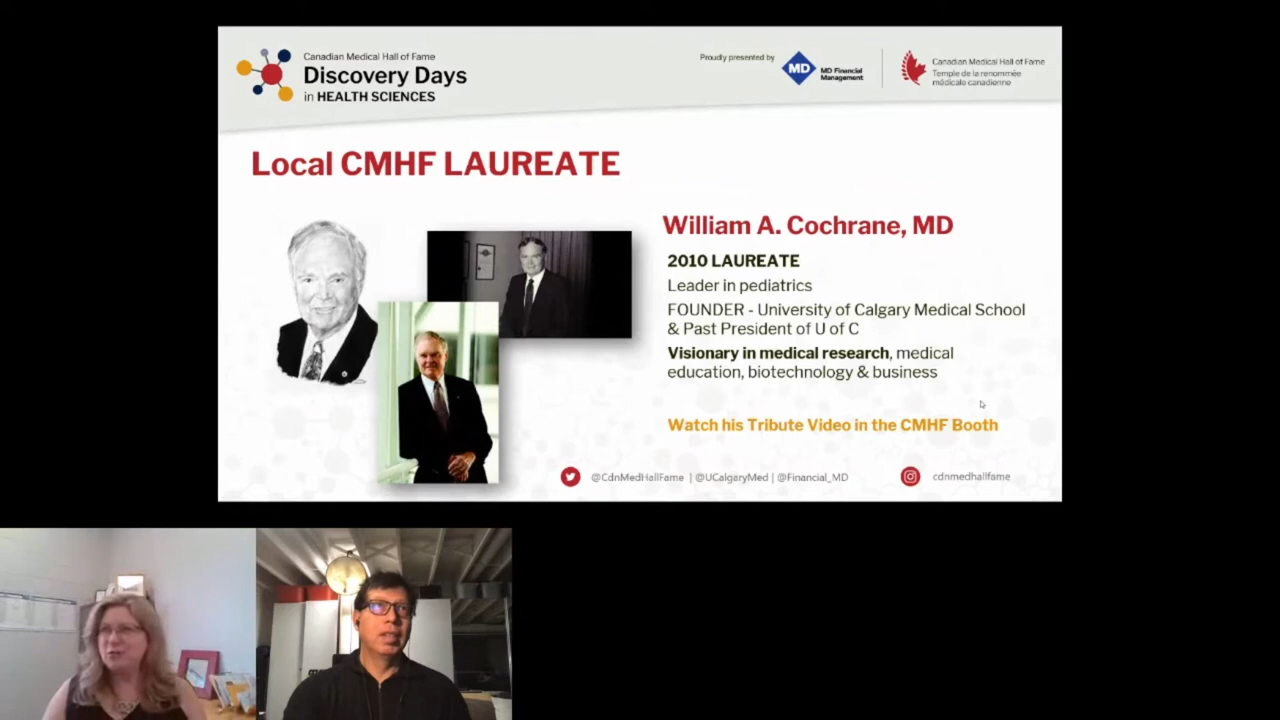 Canadian Medical Hall of Fame
Discovery Days
in HEALTH SCIENCES
Proudly presented by
MD
MD Financial
Management
Canadian Medical Hall of Fame
Temple de la renommée
médicale canadienne
Local CMHF LAUREATE
William A. Cochrane, MD
2010 LAUREATE
Leader in pediatrics
FOUNDER - University of Calgary Medical School
& Past President of U of C
Visionary in medical research, medical
education, biotechnology & business
Watch his Tribute Video in the CMHF Booth
@CdnMedHallFame | @UCalgaryMed | @Financial_MD
cdnmedhallfame